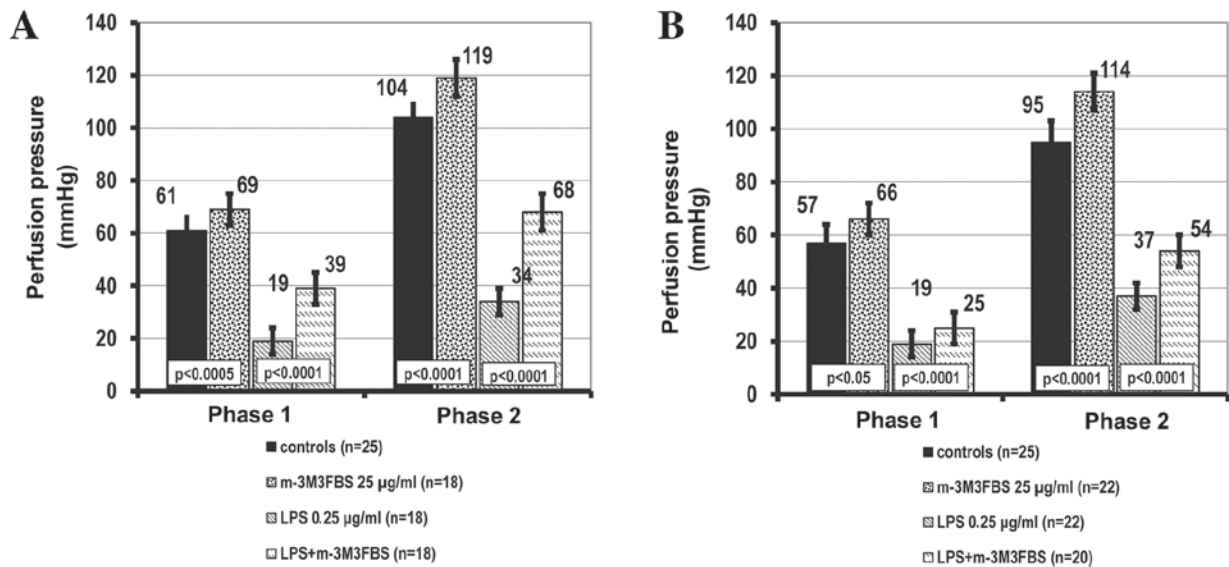 A
Perfusion pressure
(mmHg)
140
120
100
80
60
40
20
0
61
69
19
39
104
119
34
68
p<0.0005
p<0.0001
p<0.0001
p<0.0001
Phase 1
Phase 2
controls (n=25)
m-3M3FBS 25 µg/ml (n=18)
LPS 0.25 µg/ml (n=18)
LPS+m-3M3FBS (n=18)
B
Perfusion pressure
(mmHg)
140
120
100
80
60
40
20
0
57
66
19
25
95
114
37
54
p<0.05
p<0.0001
p<0.0001
p<0.0001
Phase 1
Phase 2
controls (n=25)
m-3M3FBS 25 µg/ml (n=22)
LPS 0.25 µg/ml (n=22)
LPS+m-3M3FBS (n=20)